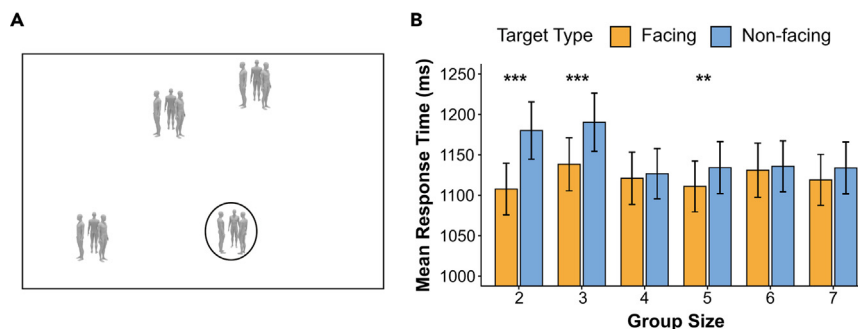 A
B
Target Type Facing Non-facing
Mean Response Time (ms)
1250
1200
1150
1100
1050
1000
*** *** **
2 3 4 5 6 7
Group Size